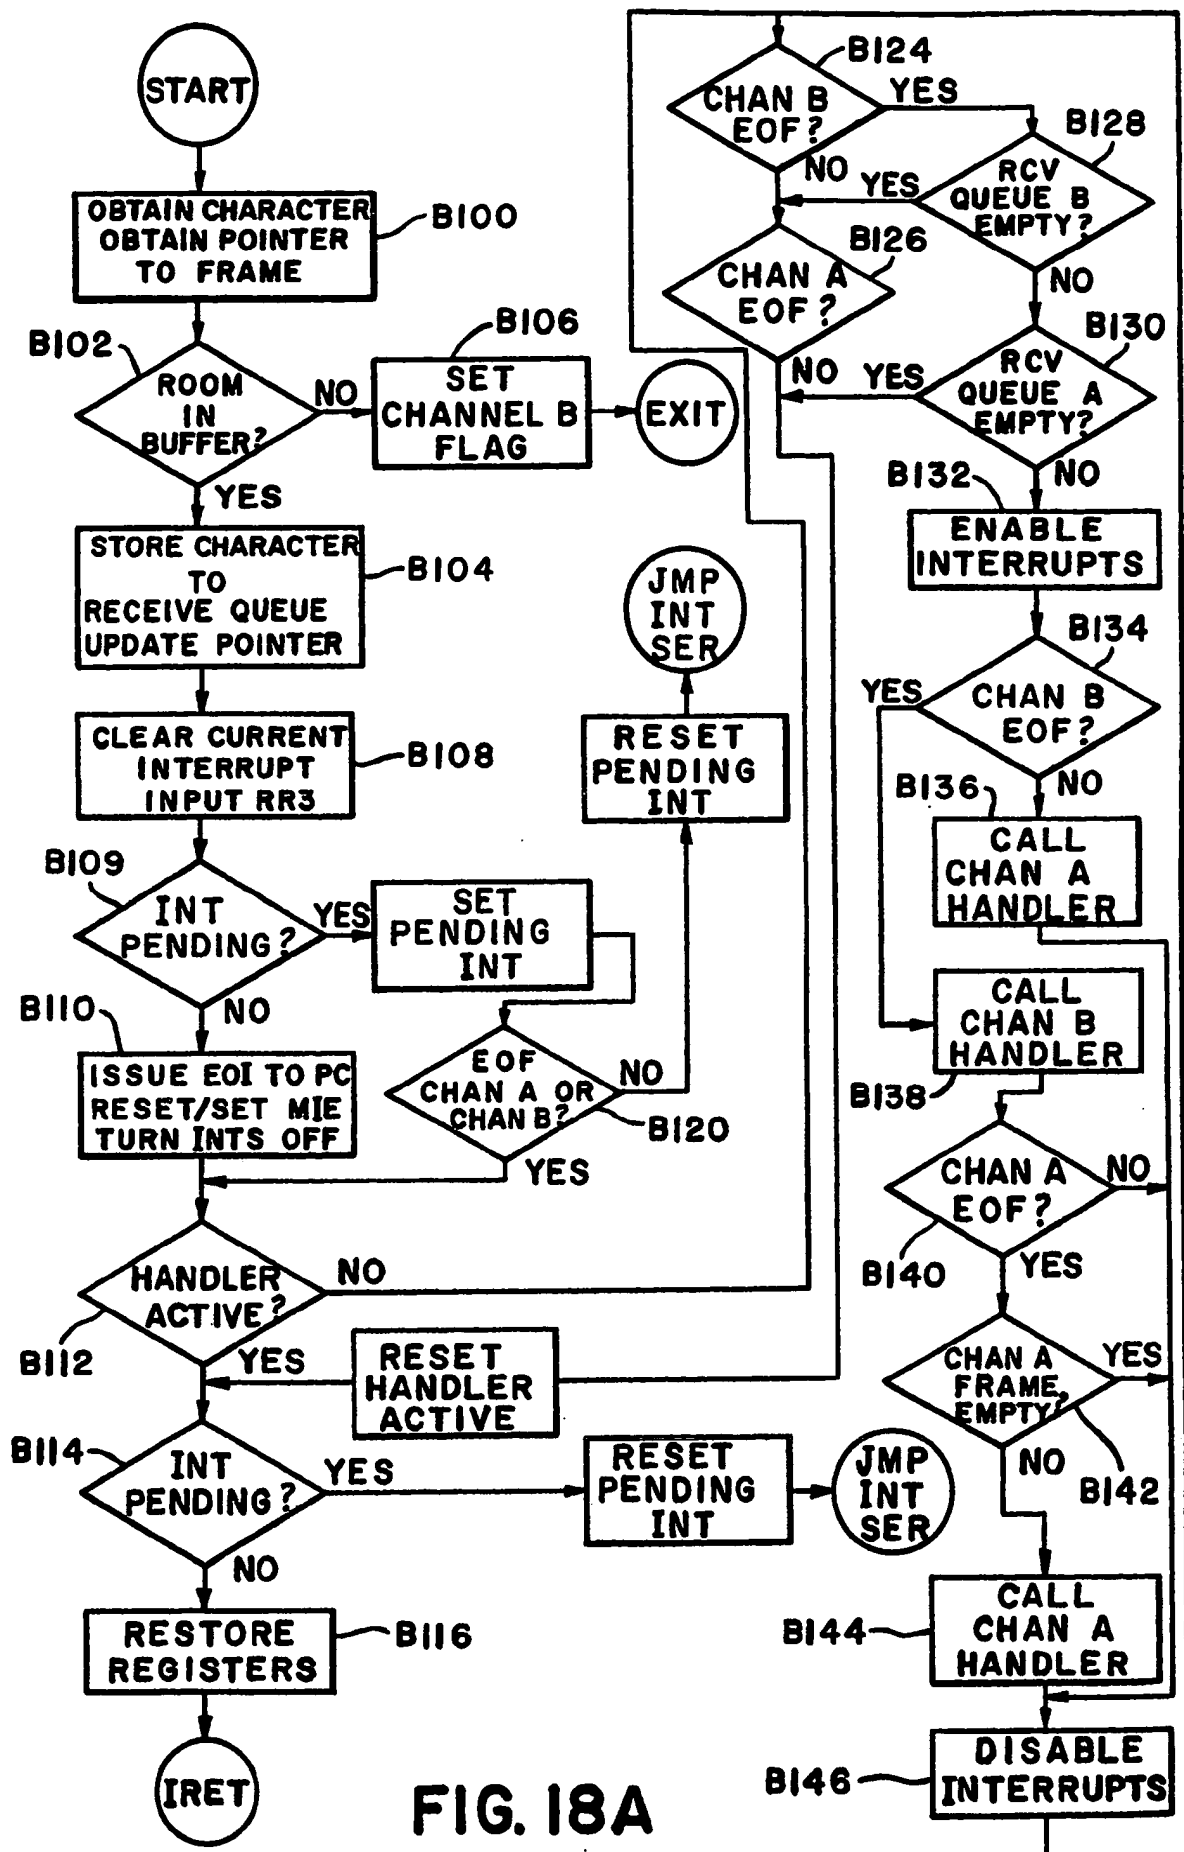 START
OBTAIN CHARACTER
OBTAIN POINTER
TO FRAME
B100
B102
ROOM
IN
BUFFER?
NO
YES
B106
SET
CHANNEL B
FLAG
EXIT
STORE CHARACTER
TO
RECEIVE QUEUE
UPDATE POINTER
B104
CLEAR CURRENT
INTERRUPT
INPUT RR3
B108
B109
INT
PENDING?
YES
NO
SET
PENDING
INT
JMP
INT
SER
RESET
PENDING
INT
B110
ISSUE EOI TO PC
RESET/SET MIE
TURN INTS OFF
EOF
CHAN A OR
CHAN B?
NO
B120
YES
HANDLER
ACTIVE?
NO
B112
YES
RESET
HANDLER
ACTIVE
B114
INT
PENDING?
YES
NO
RESET
PENDING
INT
JMP
INT
SER
RESTORE
REGISTERS
B116
IRET
B124
CHAN B
EOF?
YES
NO
B128
RCV
QUEUE B
EMPTY?
YES
NO
B126
CHAN A
EOF?
NO
B130
RCV
QUEUE A
EMPTY?
YES
NO
B132
ENABLE
INTERRUPTS
B134
CHAN B
EOF?
YES
NO
B136
CALL
CHAN A
HANDLER
CALL
CHAN B
HANDLER
B138
CHAN A
EOF?
NO
B140
YES
CHAN A
FRAME
EMPTY?
YES
NO
B142
CALL
CHAN A
HANDLER
B144
DISABLE
INTERRUPTS
B146
FIG. 18A